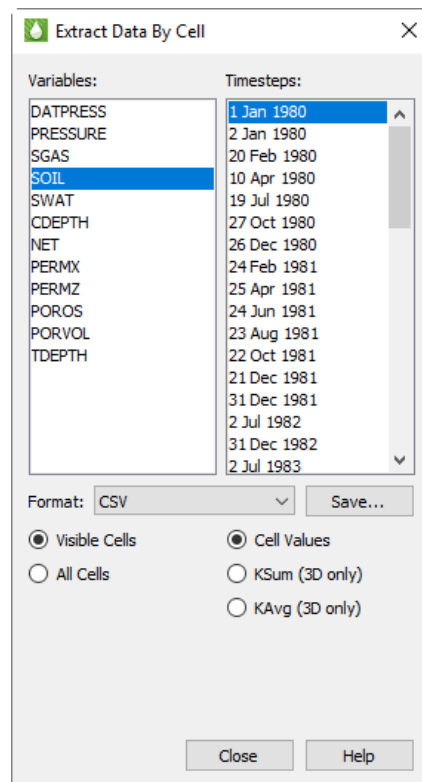 Extract Data By Cell
Variables:
DATPRESS
PRESSURE
SGAS
SOIL
SWAT
CDEPTH
NET
PERMX
PERMZ
POROS
PORVOL
TDEPTH
Timesteps:
1 Jan 1980
2 Jan 1980
20 Feb 1980
10 Apr 1980
19 Jul 1980
27 Oct 1980
26 Dec 1980
24 Feb 1981
25 Apr 1981
24 Jun 1981
23 Aug 1981
22 Oct 1981
21 Dec 1981
31 Dec 1981
2 Jul 1982
31 Dec 1982
2 Jul 1983
Format: CSV Save...
Visible Cells
All Cells
Cell Values
KSum (3D only)
KAvg (3D only)
Close Help